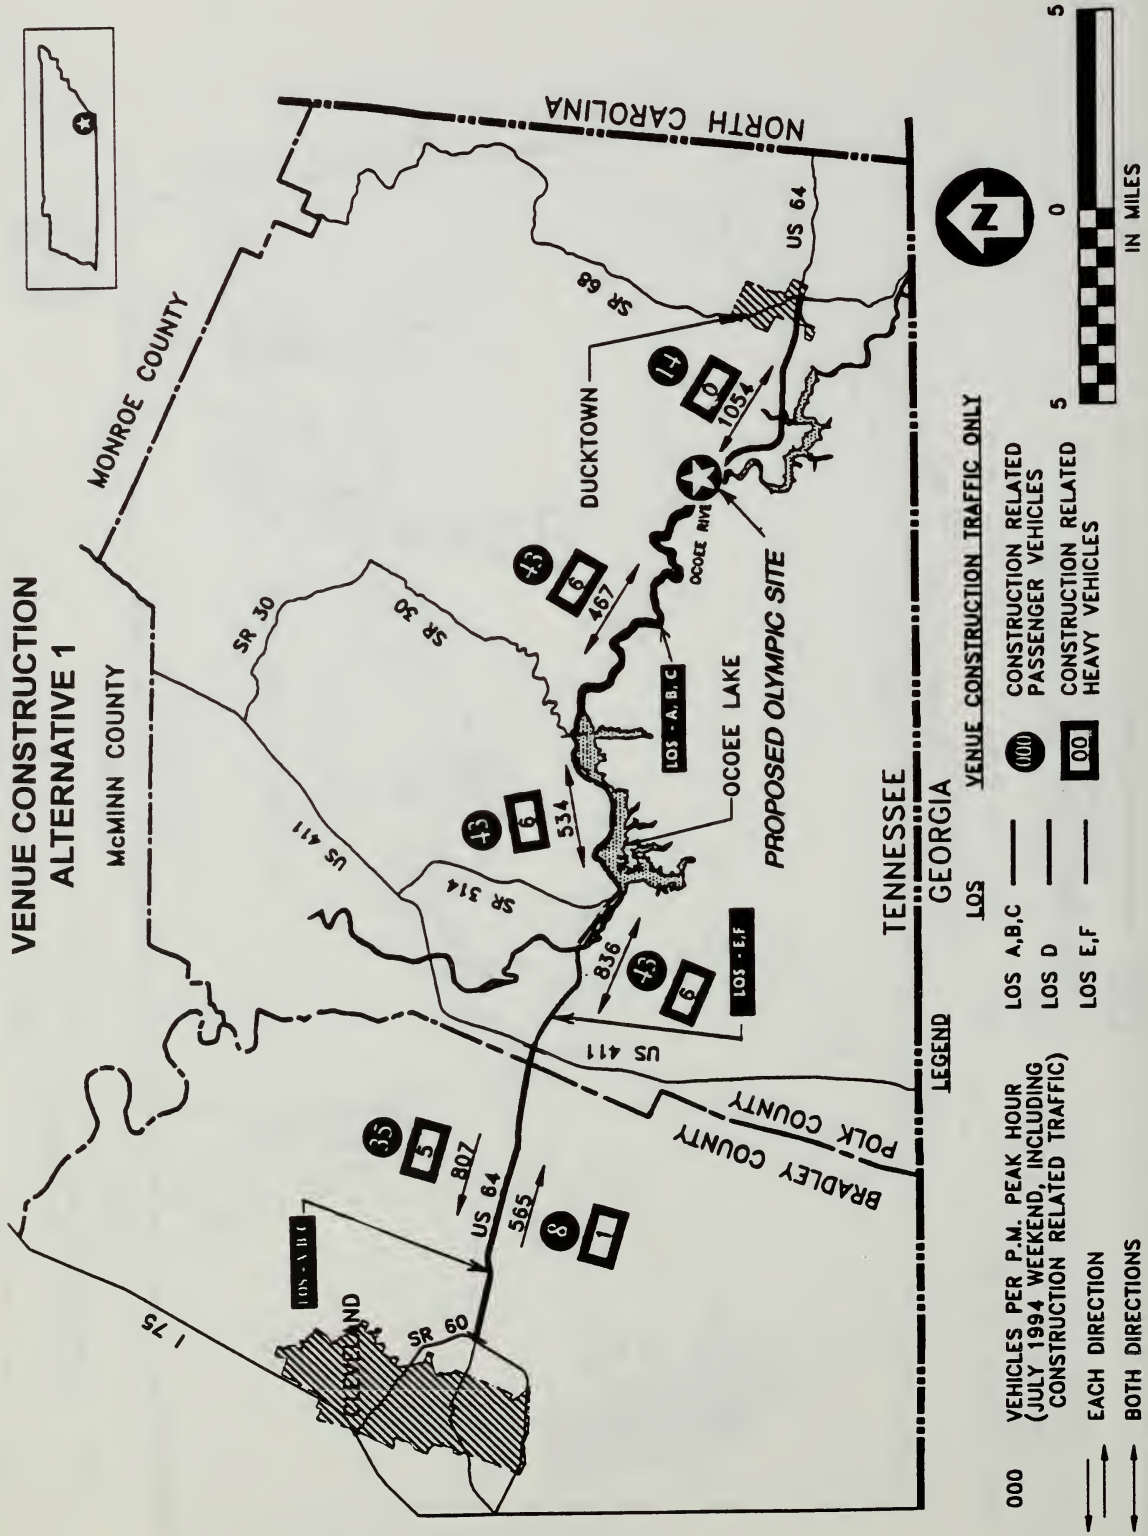 VENUE CONSTRUCTION
ALTERNATIVE 1
McMINN COUNTY
MONROE COUNTY
NORTH CAROLINA
I 75
SR 60
LOS - A,B,C
US 64
35
5
807
565
8
1
US 411
SR 314
US 411
SR 30
SR 30
SR 68
US 64
BRADLEY COUNTY
POLK COUNTY
836
43
6
LOS - E,F
43
6
534
OCOEE LAKE
LOS - A,B,C
43
6
467
OCOEE RIVE
PROPOSED OLYMPIC SITE
DUCKTOWN
14
0
1054
TENNESSEE
GEORGIA
N
LEGEND
000 VEHICLES PER P.M. PEAK HOUR
(JULY 1994 WEEKEND, INCLUDING
CONSTRUCTION RELATED TRAFFIC)
EACH DIRECTION
BOTH DIRECTIONS
LOS
LOS A,B,C
LOS D
LOS E,F
VENUE CONSTRUCTION TRAFFIC ONLY
000 CONSTRUCTION RELATED
PASSENGER VEHICLES
00 CONSTRUCTION RELATED
HEAVY VEHICLES
5 0 5
IN MILES